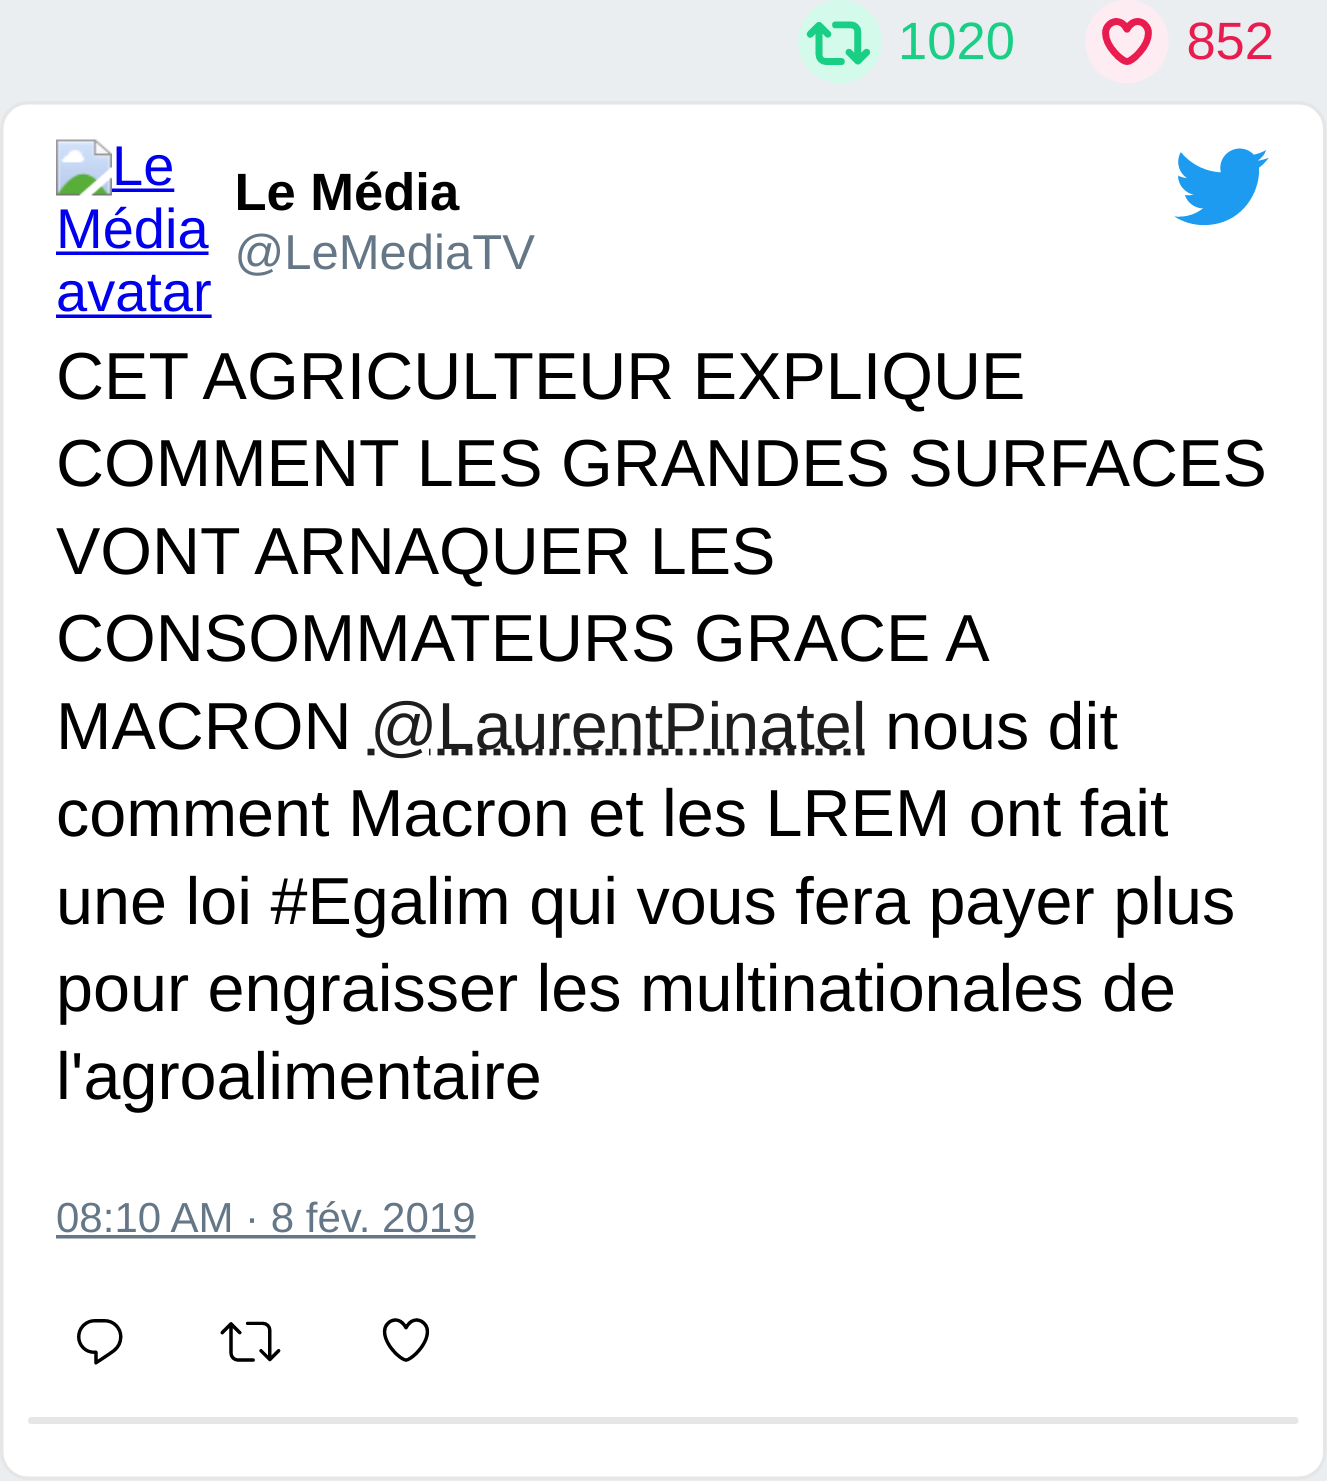 1020 852
Le Média avatar
Le Média
@LeMediaTV
CET AGRICULTEUR EXPLIQUE
COMMENT LES GRANDES SURFACES
VONT ARNAQUER LES
CONSOMMATEURS GRACE A
MACRON @LaurentPinatel nous dit
comment Macron et les LREM ont fait
une loi #Egalim qui vous fera payer plus
pour engraisser les multinationales de
l'agroalimentaire
08:10 AM · 8 fév. 2019